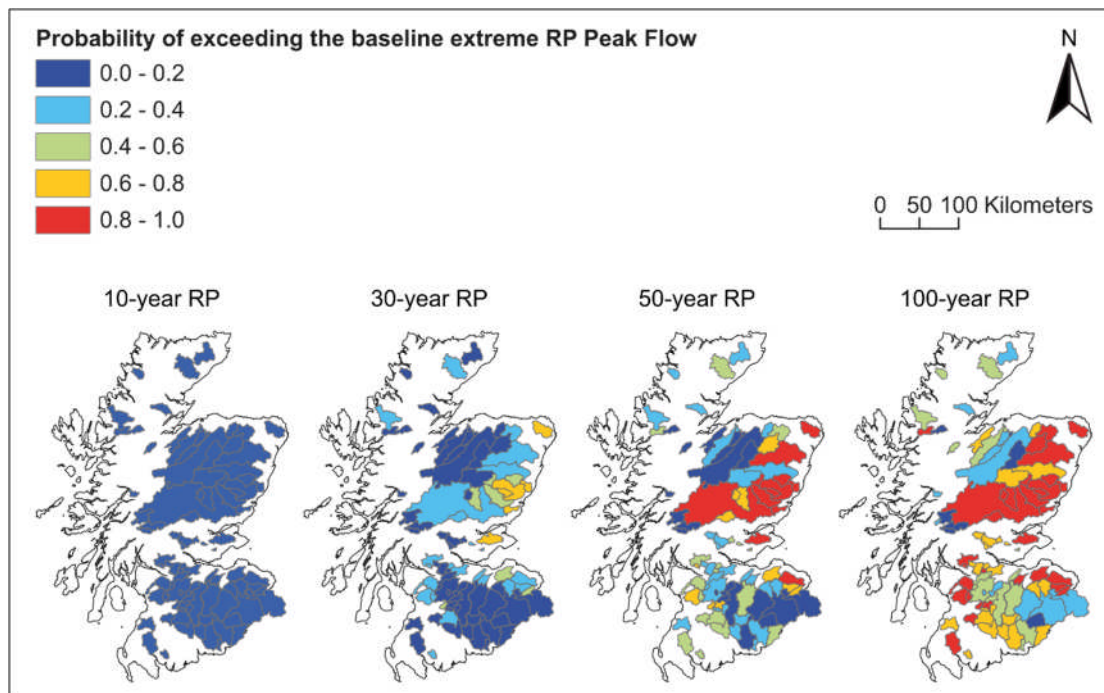 Probability of exceeding the baseline extreme RP Peak Flow
N
0.0 - 0.2
0.2 - 0.4
0.4 - 0.6
0.6 - 0.8
0.8 - 1.0
0 50 100 Kilometers
10-year RP
30-year RP
50-year RP
100-year RP